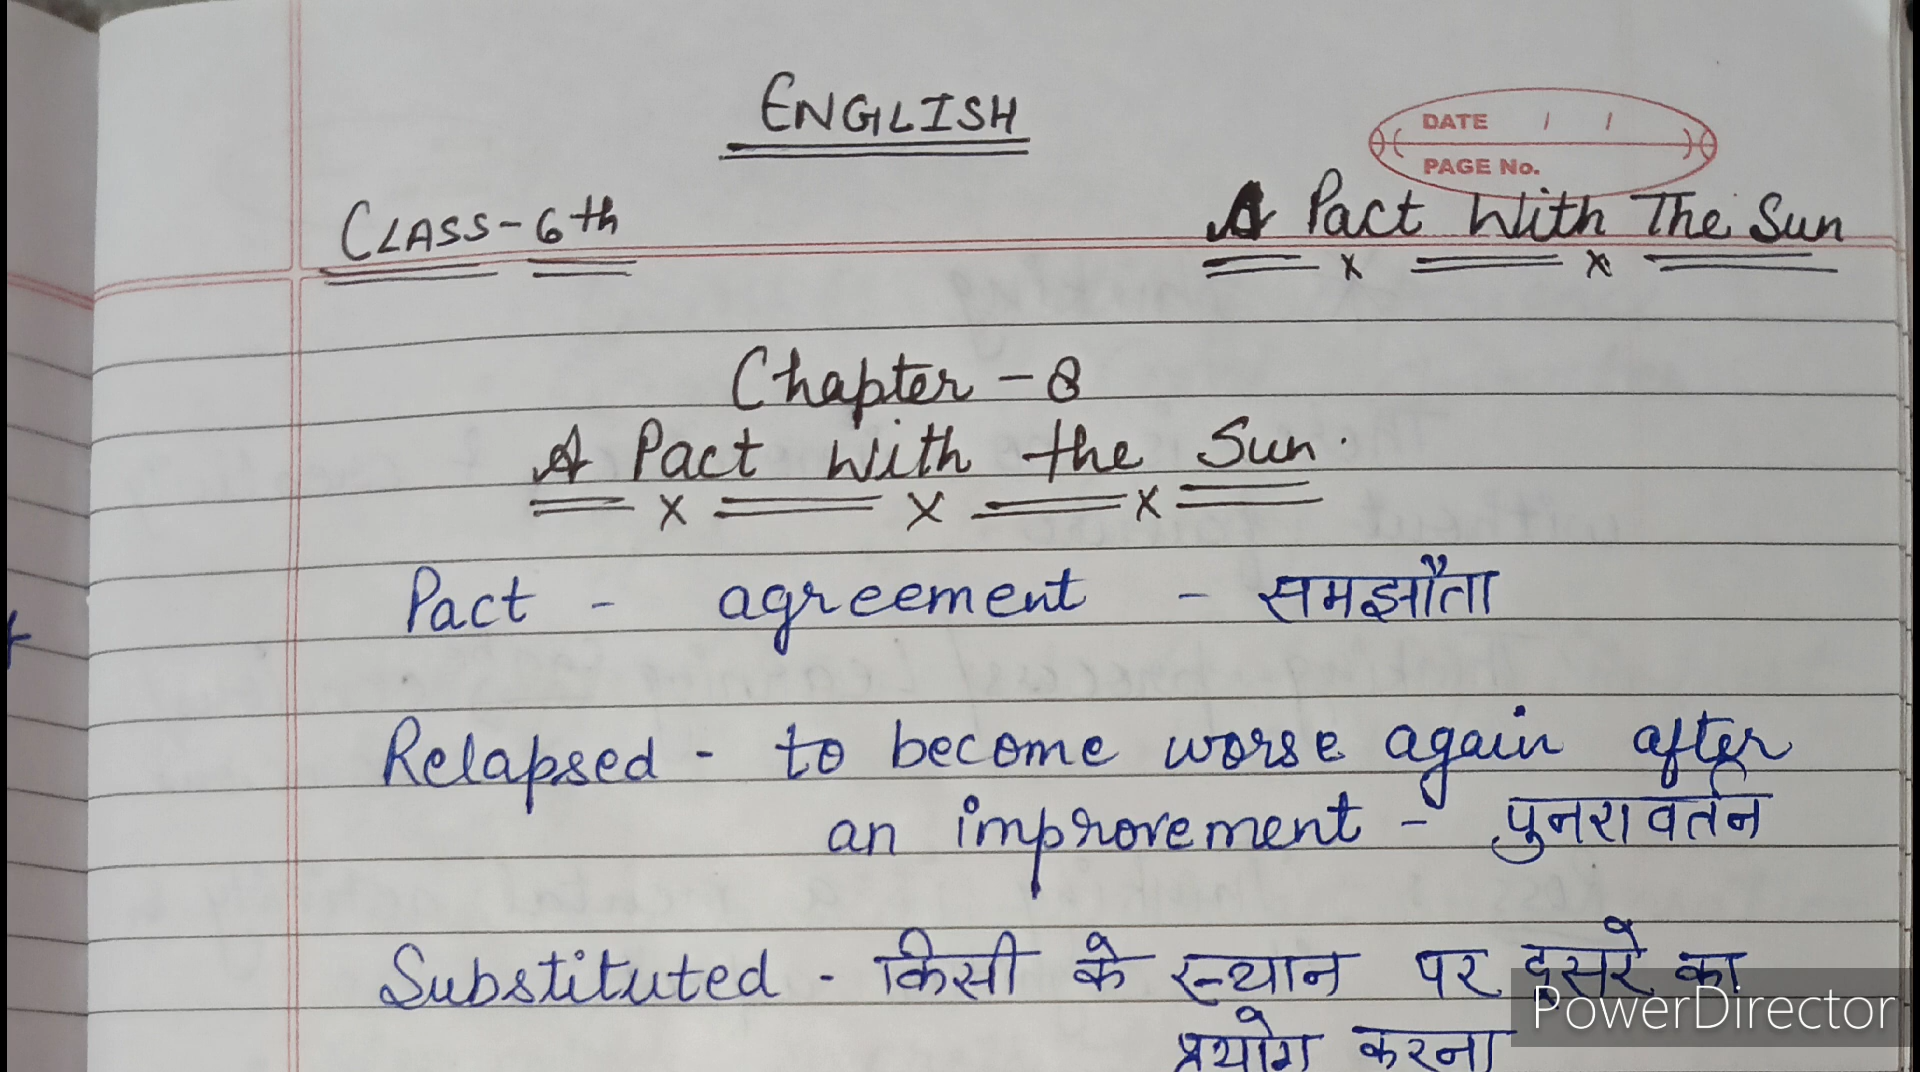 ENGLISH
DATE / /
PAGE No.
CLASS-6th
A Pact With The Sun
Chapter - 8
A Pact With the Sun.
Pact - agreement - समझौता
Relapsed - to become worse again after
an improvement - पुनरावर्तन
Substituted - किसी के स्थान पर दूसरे का
प्रयोग करना
PowerDirector